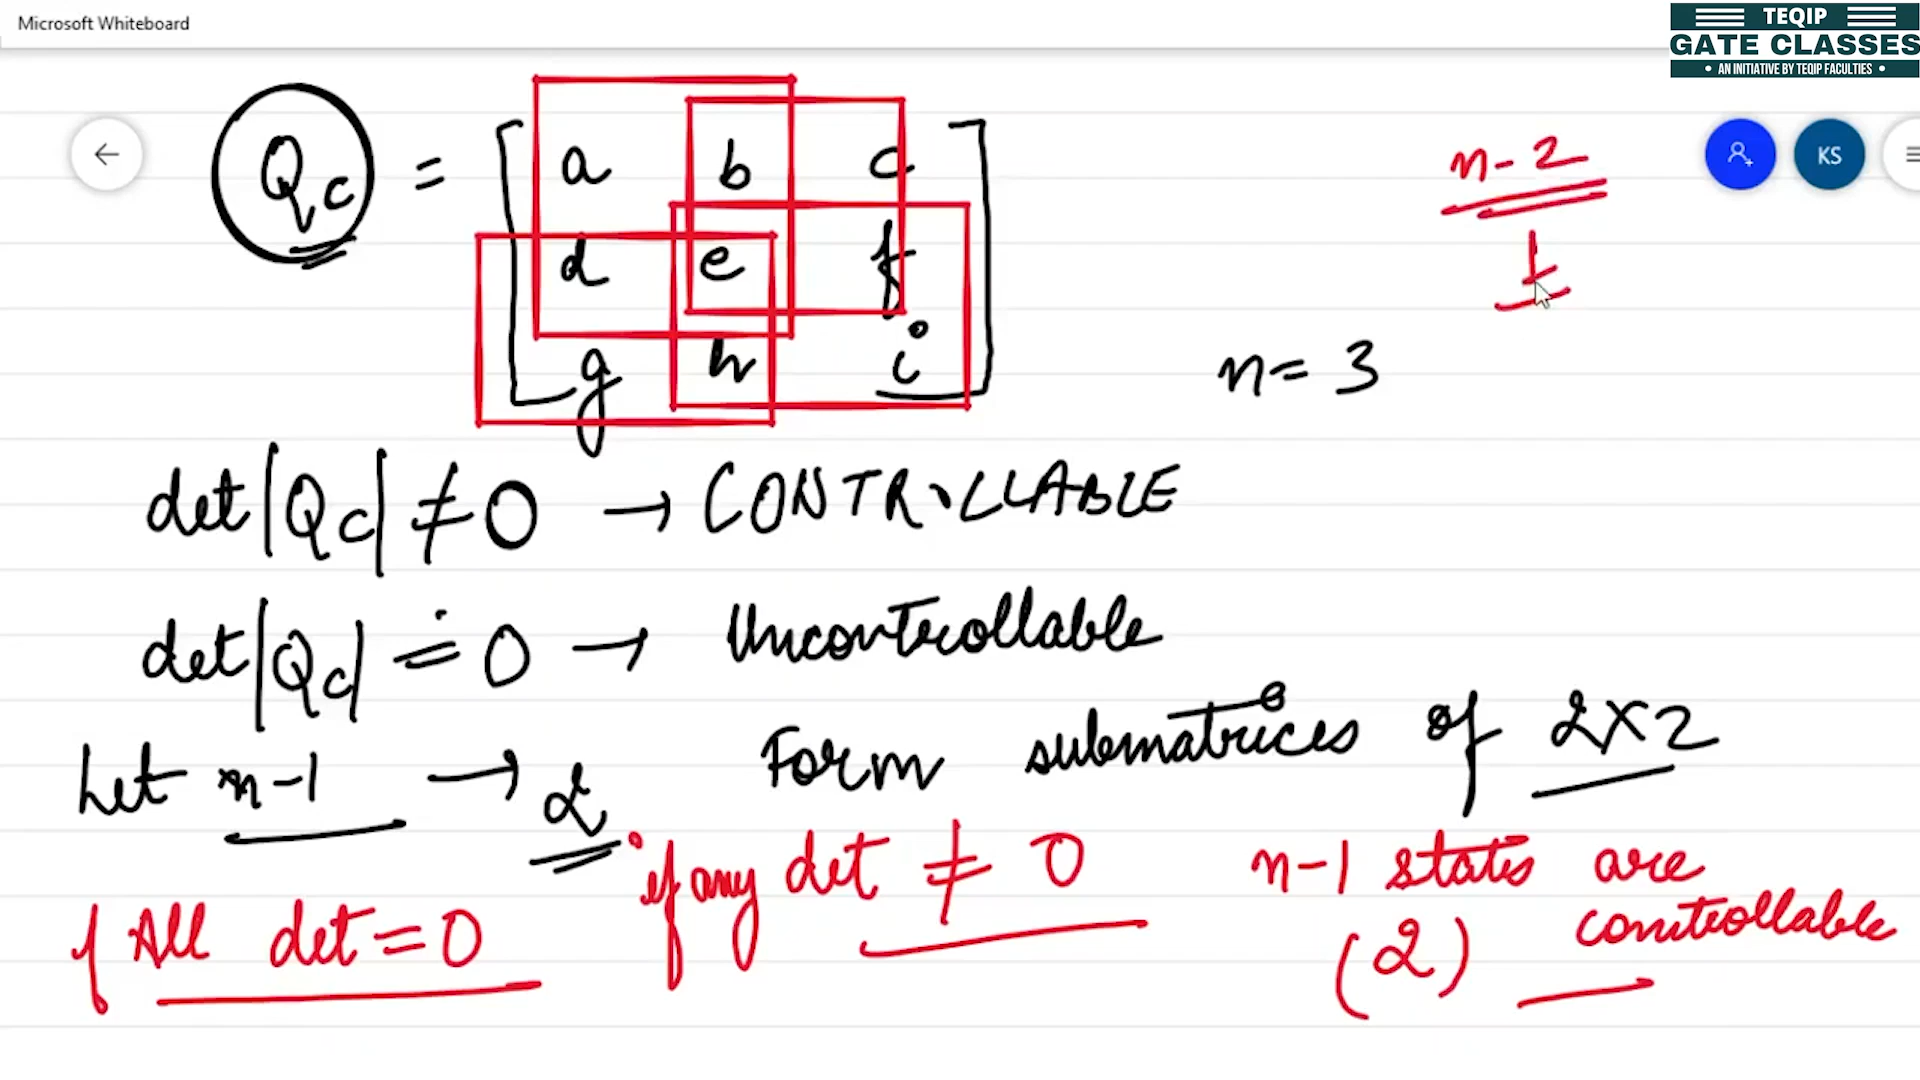 Microsoft Whiteboard
TEQIP
GATE CLASSES
• AN INITIATIVE BY TEQIP FACULTIES •
KS
Qc = [ a b c
d e f
g h i ]
n-2
1
n = 3
det |Qc| ≠ 0 → CONTROLLABLE
det |Qc| = 0 → Uncontrollable
Let n-1 → 2 Form submatrices of 2X2
if any det ≠ 0 n-1 states are controllable
(2)
if All det = 0